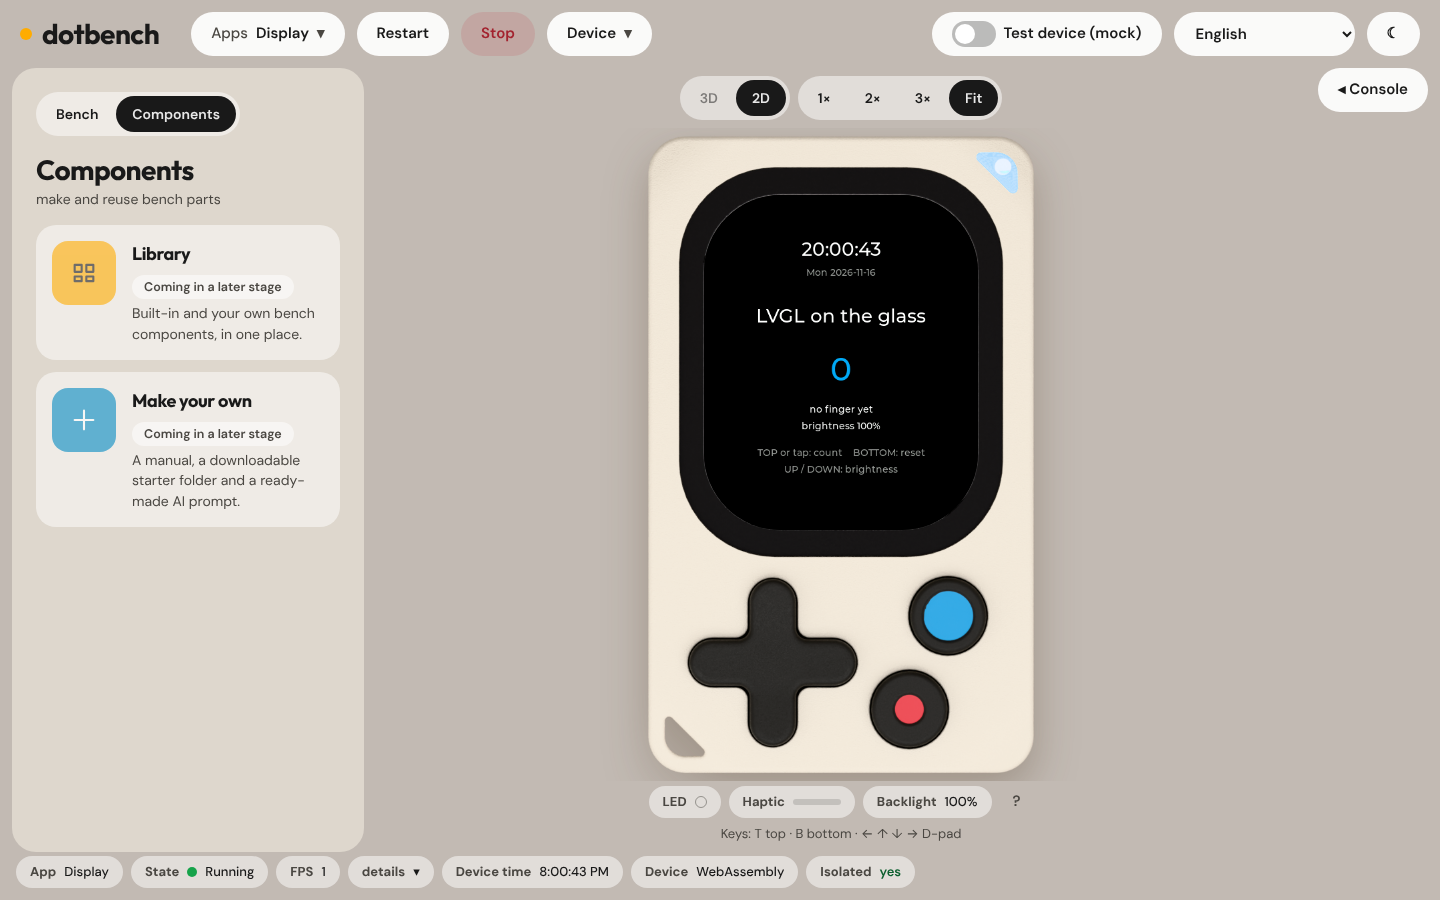 dotbench
Apps Display ▾
Restart
Stop
Device ▾
Test device (mock)
English
Bench
Components
3D
2D
1×
2×
3×
Fit
◂ Console
Components
make and reuse bench parts
Library
Coming in a later stage
Built-in and your own bench
components, in one place.
Make your own
Coming in a later stage
A manual, a downloadable
starter folder and a ready-
made AI prompt.
20:00:43
Mon 2026-11-16
LVGL on the glass
0
no finger yet
brightness 100%
TOP or tap: count BOTTOM: reset
UP / DOWN: brightness
LED
Haptic
Backlight 100%
?
Keys: T top · B bottom · ← ↑ ↓ → D-pad
App Display
State Running
FPS 1
details ▾
Device time 8:00:43 PM
Device WebAssembly
Isolated yes